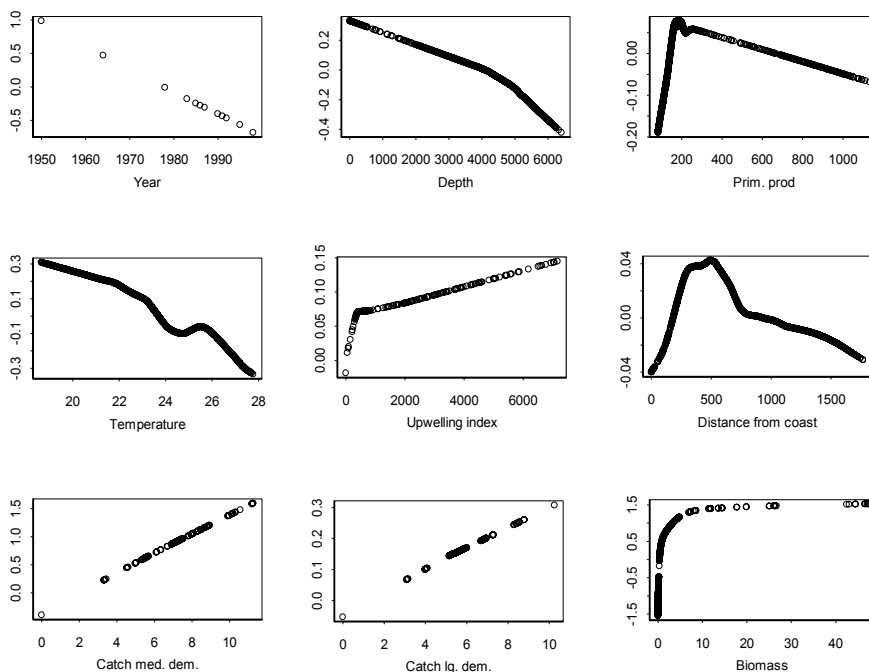 1.0
0.5
0.0
-0.5
1950 1960 1970 1980 1990
Year
0.2
0.0
-0.2
-0.4
0 1000 2000 3000 4000 5000 6000
Depth
0.00
-0.10
-0.20
200 400 600 800 1000
Prim. prod
0.3
0.1
-0.1
-0.3
20 22 24 26 28
Temperature
0.15
0.10
0.05
0.00
0 2000 4000 6000
Upwelling index
0.04
0.00
-0.04
0 500 1000 1500
Distance from coast
1.5
1.0
0.5
0.0
0 2 4 6 8 10
Catch med. dem.
0.3
0.2
0.1
0.0
0 2 4 6 8 10
Catch lg. dem.
1.5
0.5
-0.5
-1.5
0 10 20 30 40
Biomass